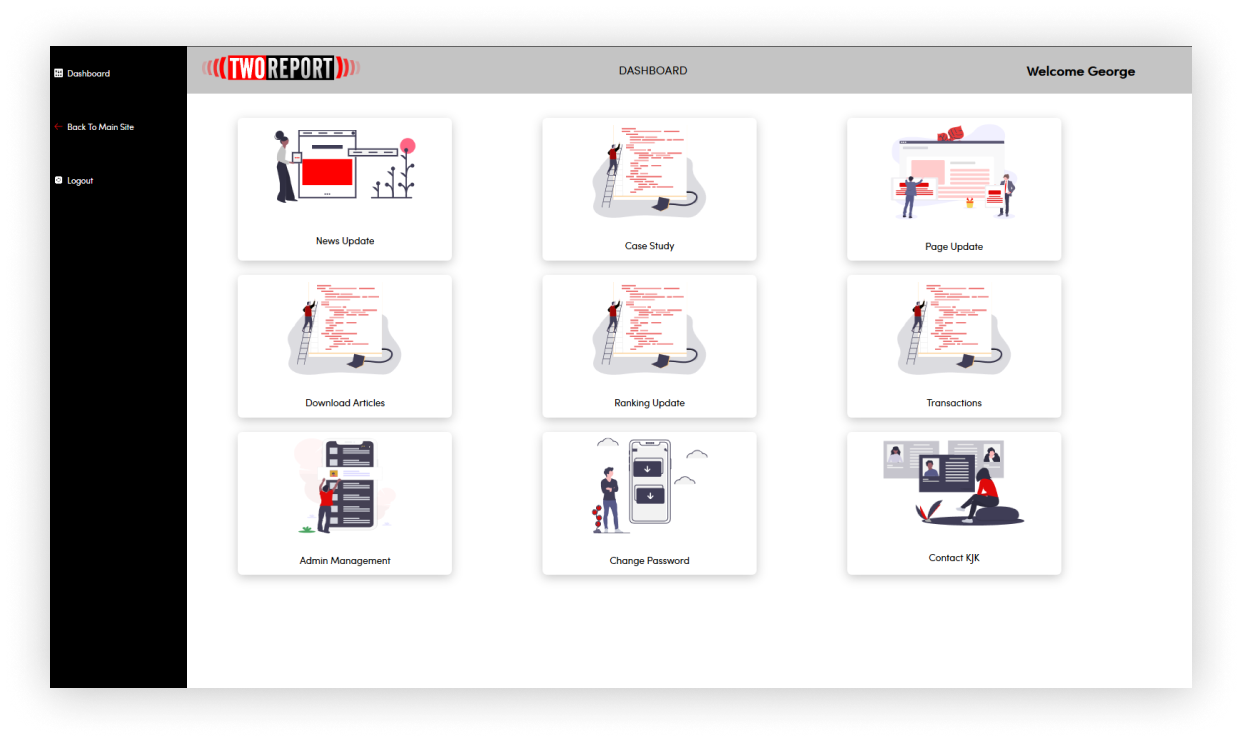 Dashboard
Back To Main Site
Logout
TWOREPORT
DASHBOARD
Welcome George
News Update
Case Study
Page Update
Download Articles
Ranking Update
Transactions
Admin Management
Change Password
Contact KJK